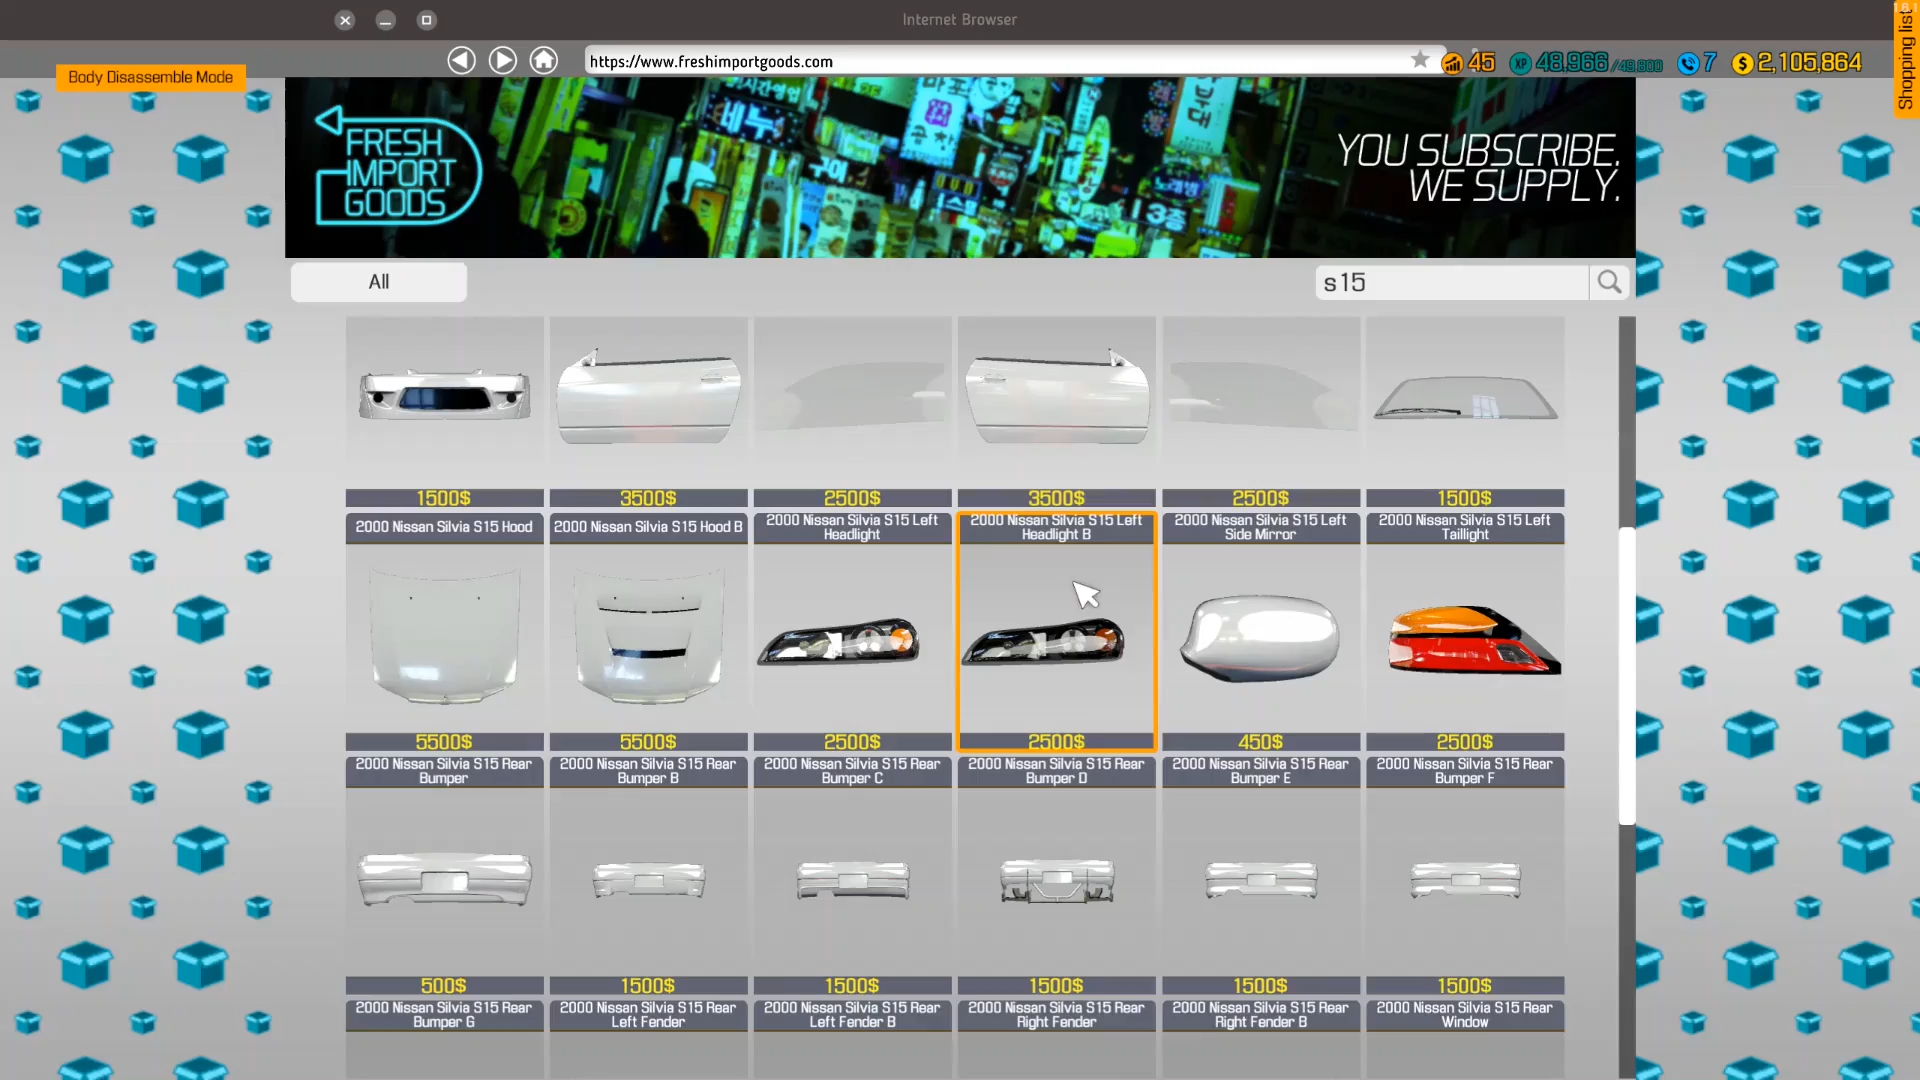 Internet Browser
Body Disassemble Mode
https://www.freshimportgoods.com
45
XP 48,966/49,800
7
$ 2,105,864
Shopping list
FRESH
IMPORT
GOODS
YOU SUBSCRIBE.
WE SUPPLY.
All
s15
1500$
3500$
2500$
3500$
2500$
1500$
2000 Nissan Silvia S15 Hood
2000 Nissan Silvia S15 Hood B
2000 Nissan Silvia S15 Left
Headlight
2000 Nissan Silvia S15 Left
Headlight B
2000 Nissan Silvia S15 Left
Side Mirror
2000 Nissan Silvia S15 Left
Taillight
5500$
5500$
2500$
2500$
450$
2500$
2000 Nissan Silvia S15 Rear
Bumper
2000 Nissan Silvia S15 Rear
Bumper B
2000 Nissan Silvia S15 Rear
Bumper C
2000 Nissan Silvia S15 Rear
Bumper D
2000 Nissan Silvia S15 Rear
Bumper E
2000 Nissan Silvia S15 Rear
Bumper F
500$
1500$
1500$
1500$
1500$
1500$
2000 Nissan Silvia S15 Rear
Bumper G
2000 Nissan Silvia S15 Rear
Left Fender
2000 Nissan Silvia S15 Rear
Left Fender B
2000 Nissan Silvia S15 Rear
Right Fender
2000 Nissan Silvia S15 Rear
Right Fender B
2000 Nissan Silvia S15 Rear
Window